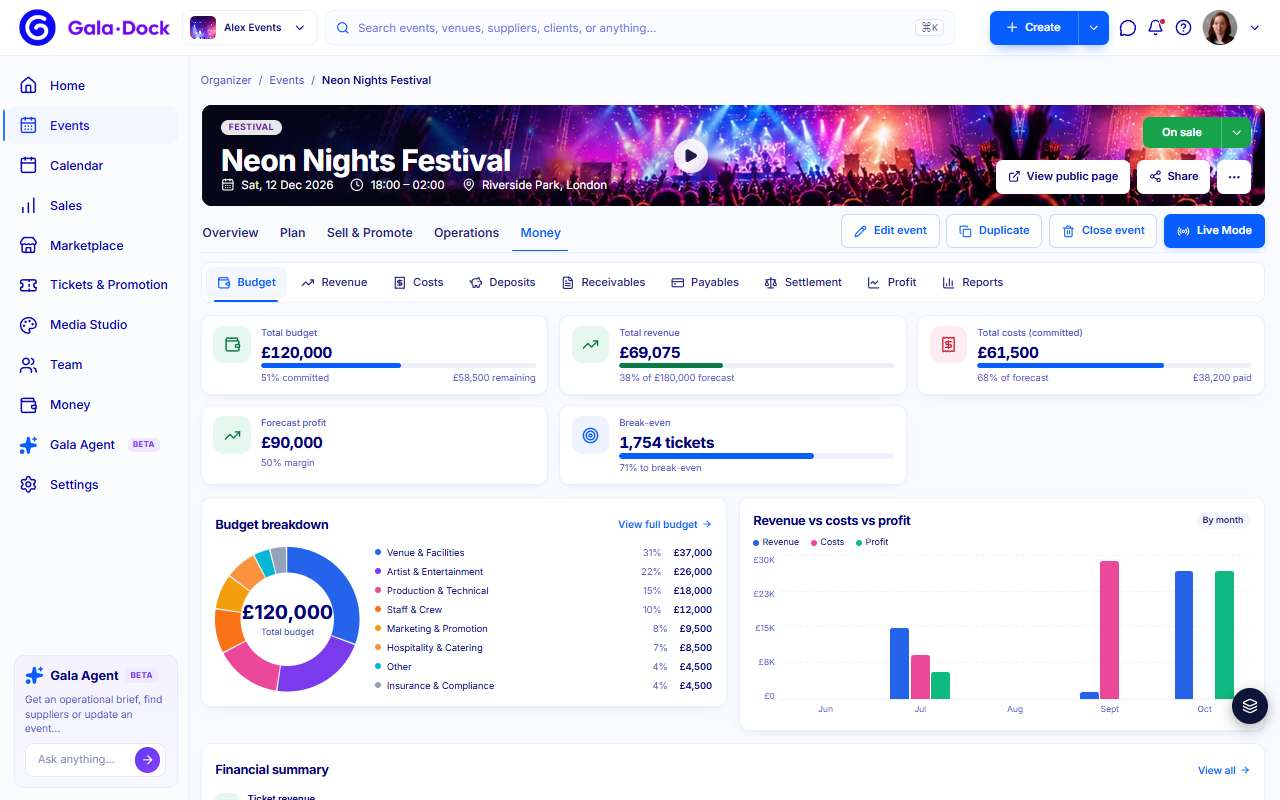 Gala·Dock
Alex Events
Search events, venues, suppliers, clients, or anything...
⌘K
Create
Home
Events
Calendar
Sales
Marketplace
Tickets & Promotion
Media Studio
Team
Money
Gala Agent BETA
Settings
Gala Agent BETA
Get an operational brief, find
suppliers or update an
event...
Ask anything...
Organizer / Events / Neon Nights Festival
FESTIVAL
Neon Nights Festival
Sat, 12 Dec 2026 18:00 – 02:00 Riverside Park, London
On sale
View public page
Share
Overview Plan Sell & Promote Operations Money
Edit event Duplicate Close event Live Mode
Budget Revenue Costs Deposits Receivables Payables Settlement Profit Reports
Total budget
£120,000
51% committed £58,500 remaining
Total revenue
£69,075
38% of £180,000 forecast
Total costs (committed)
£61,500
68% of forecast £38,200 paid
Forecast profit
£90,000
50% margin
Break-even
1,754 tickets
71% to break-even
Budget breakdown View full budget
£120,000
Total budget
Venue & Facilities 31% £37,000
Artist & Entertainment 22% £26,000
Production & Technical 15% £18,000
Staff & Crew 10% £12,000
Marketing & Promotion 8% £9,500
Hospitality & Catering 7% £8,500
Other 4% £4,500
Insurance & Compliance 4% £4,500
Revenue vs costs vs profit By month
Revenue Costs Profit
£30K
£23K
£15K
£8K
£0
Jun Jul Aug Sept Oct
Financial summary View all
Ticket revenue